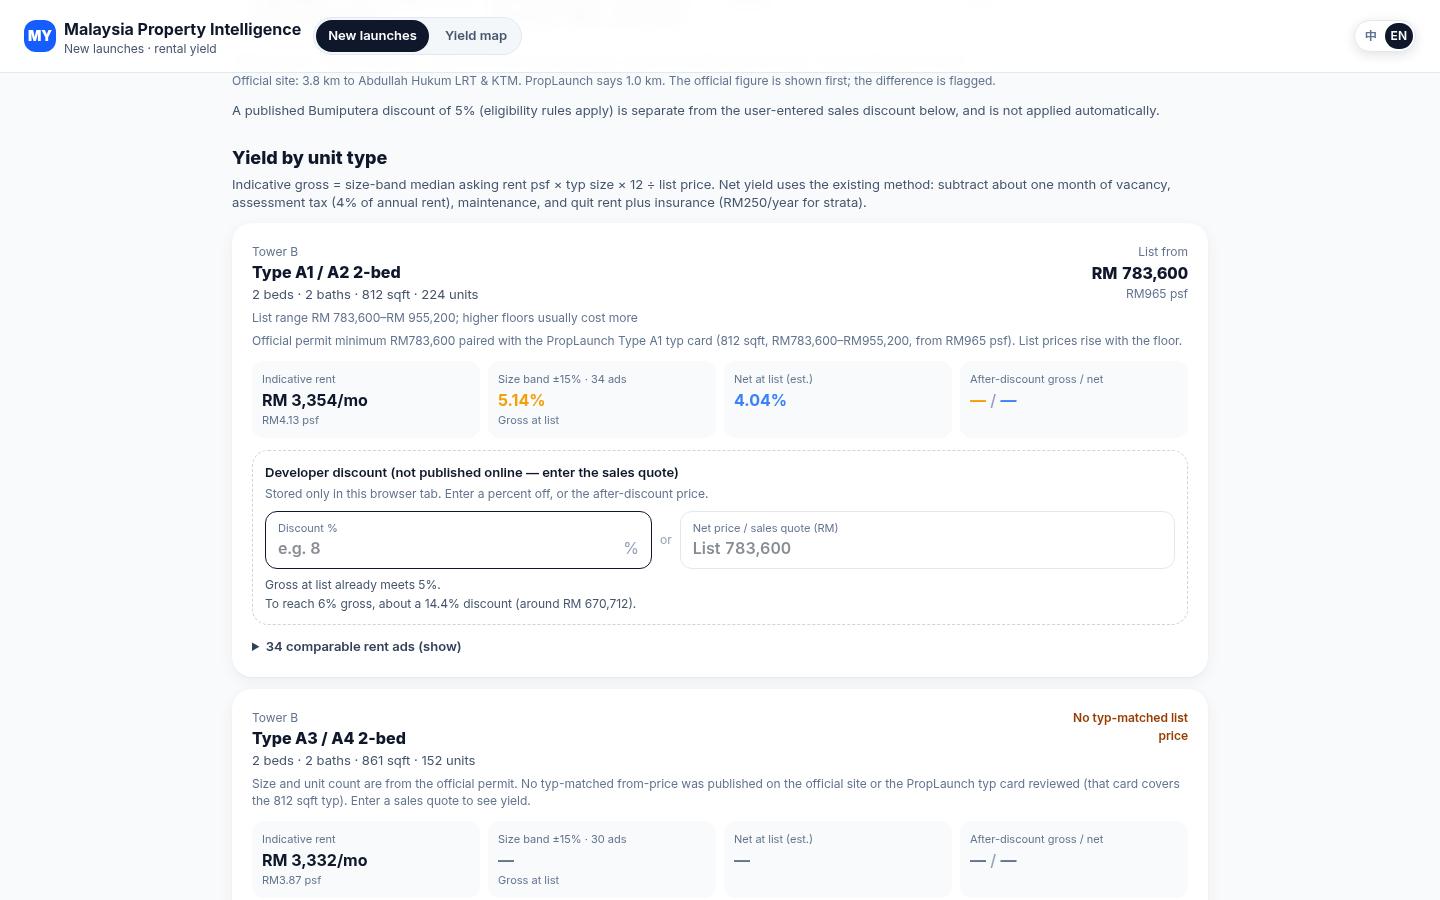 MY
Malaysia Property Intelligence
New launches · rental yield
New launches
Yield map
中
EN
Official site: 3.8 km to Abdullah Hukum LRT & KTM. PropLaunch says 1.0 km. The official figure is shown first; the difference is flagged.
A published Bumiputera discount of 5% (eligibility rules apply) is separate from the user-entered sales discount below, and is not applied automatically.
Yield by unit type
Indicative gross = size-band median asking rent psf × typ size × 12 ÷ list price. Net yield uses the existing method: subtract about one month of vacancy,
assessment tax (4% of annual rent), maintenance, and quit rent plus insurance (RM250/year for strata).
Tower B
List from
Type A1 / A2 2-bed
RM 783,600
2 beds · 2 baths · 812 sqft · 224 units
RM965 psf
List range RM 783,600–RM 955,200; higher floors usually cost more
Official permit minimum RM783,600 paired with the PropLaunch Type A1 typ card (812 sqft, RM783,600–RM955,200, from RM965 psf). List prices rise with the floor.
Indicative rent
RM 3,354/mo
RM4.13 psf
Size band ±15% · 34 ads
5.14%
Gross at list
Net at list (est.)
4.04%
After-discount gross / net
— / —
Developer discount (not published online — enter the sales quote)
Stored only in this browser tab. Enter a percent off, or the after-discount price.
Discount %
e.g. 8
%
or
Net price / sales quote (RM)
List 783,600
Gross at list already meets 5%.
To reach 6% gross, about a 14.4% discount (around RM 670,712).
▶ 34 comparable rent ads (show)
Tower B
No typ-matched list
price
Type A3 / A4 2-bed
2 beds · 2 baths · 861 sqft · 152 units
Size and unit count are from the official permit. No typ-matched from-price was published on the official site or the PropLaunch typ card reviewed (that card covers
the 812 sqft typ). Enter a sales quote to see yield.
Indicative rent
RM 3,332/mo
RM3.87 psf
Size band ±15% · 30 ads
—
Gross at list
Net at list (est.)
—
After-discount gross / net
— / —